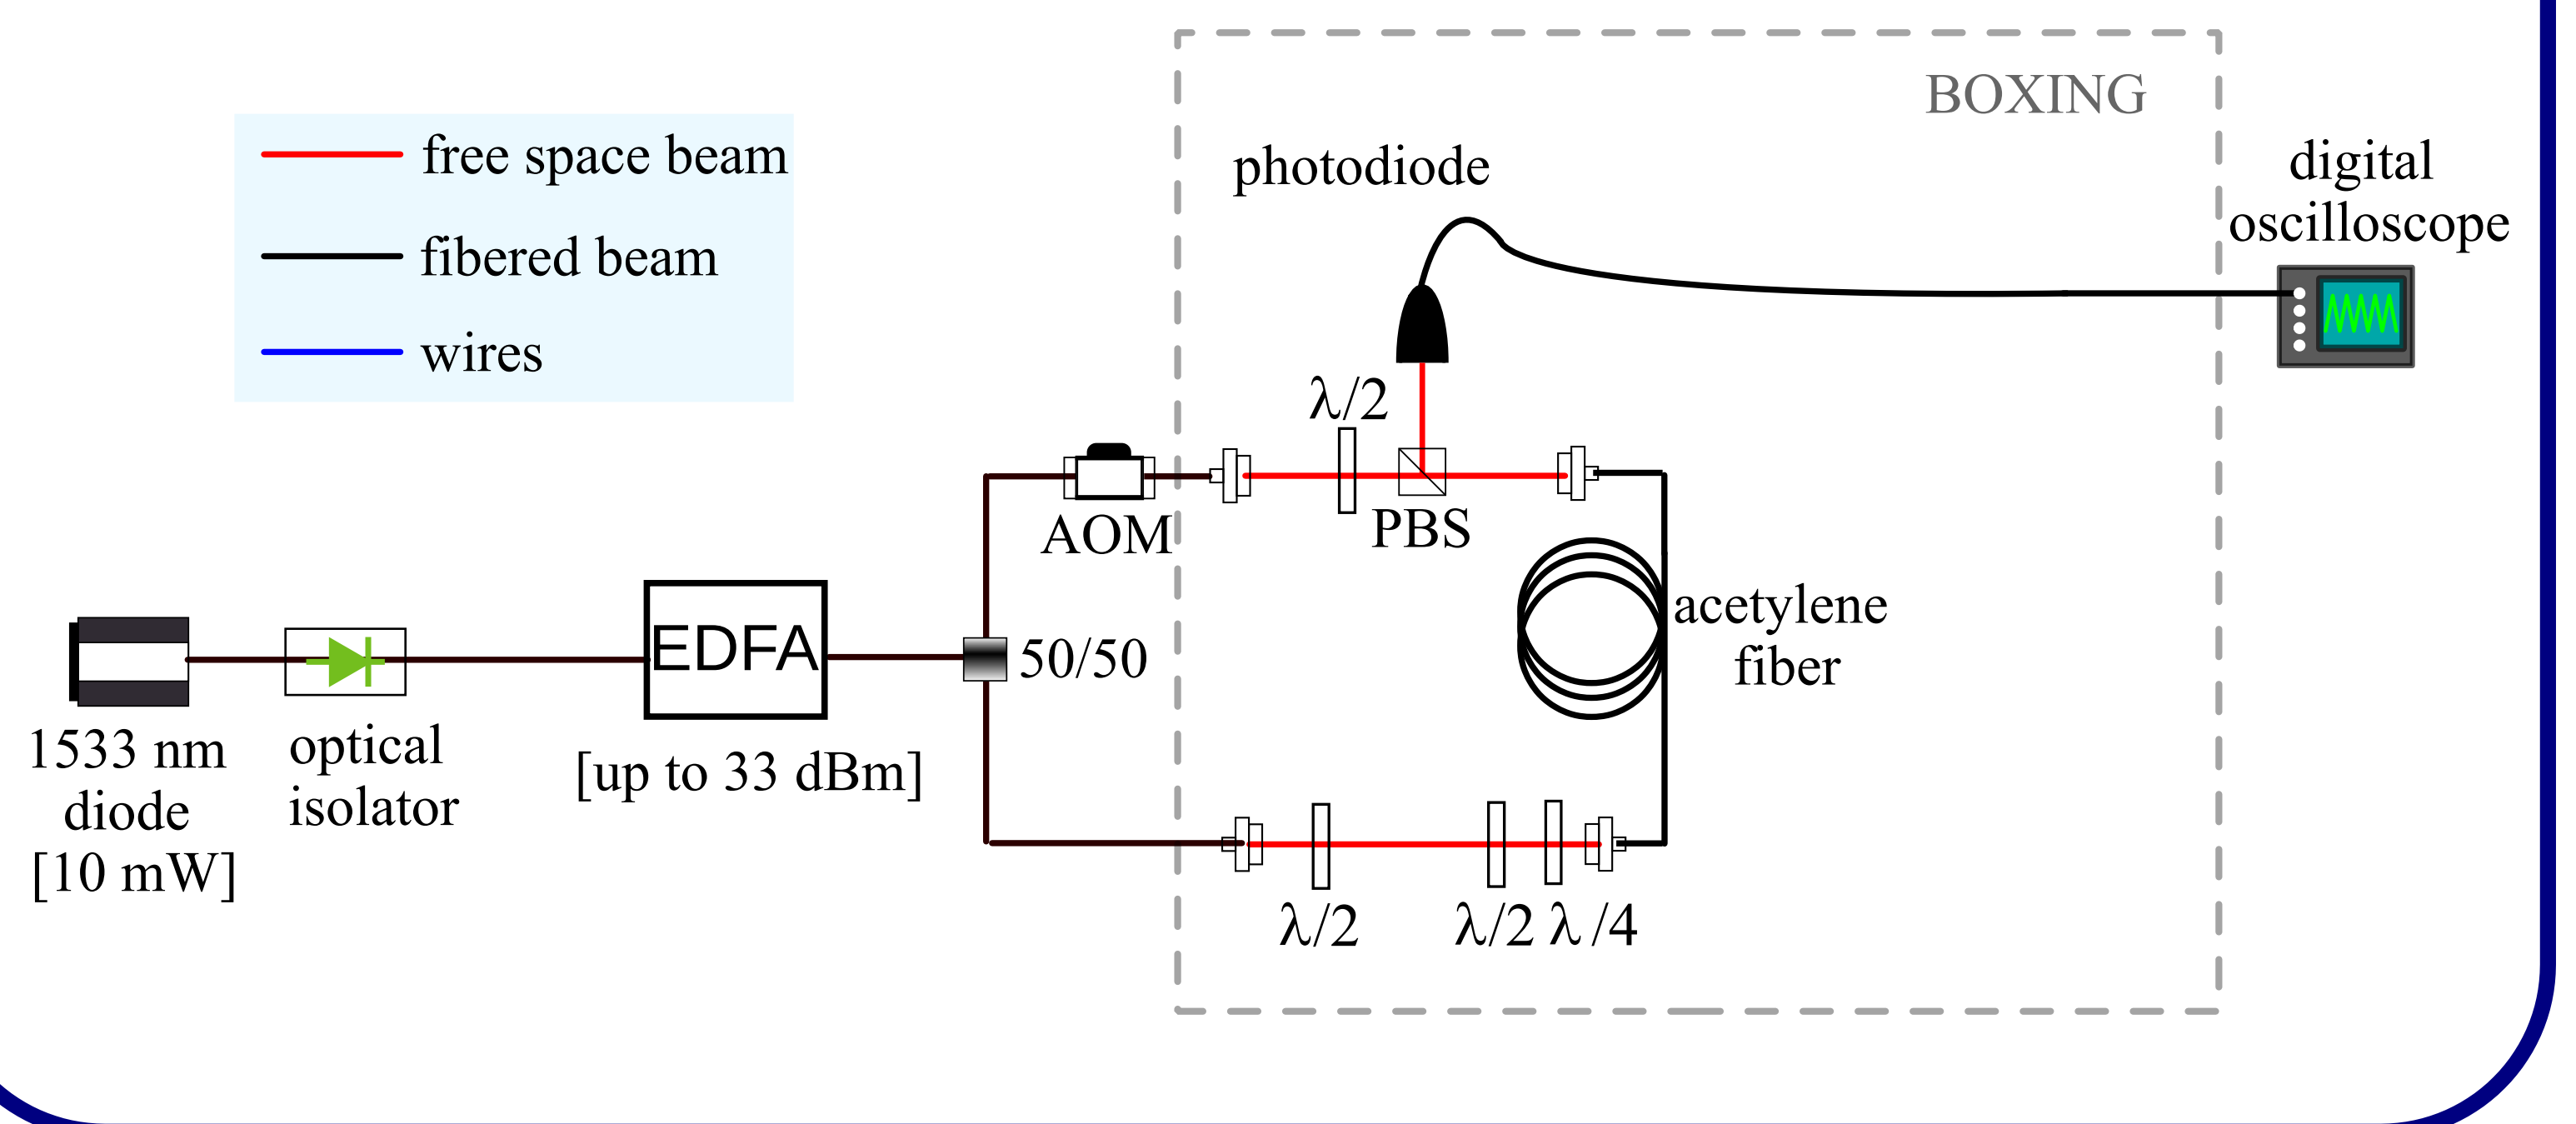 BOXING
free space beam
fibered beam
wires
photodiode
digital
oscilloscope
λ/2
AOM
PBS
1533 nm
diode
[10 mW]
optical
isolator
EDFA
[up to 33 dBm]
50/50
acetylene
fiber
λ/2
λ/2
λ /4